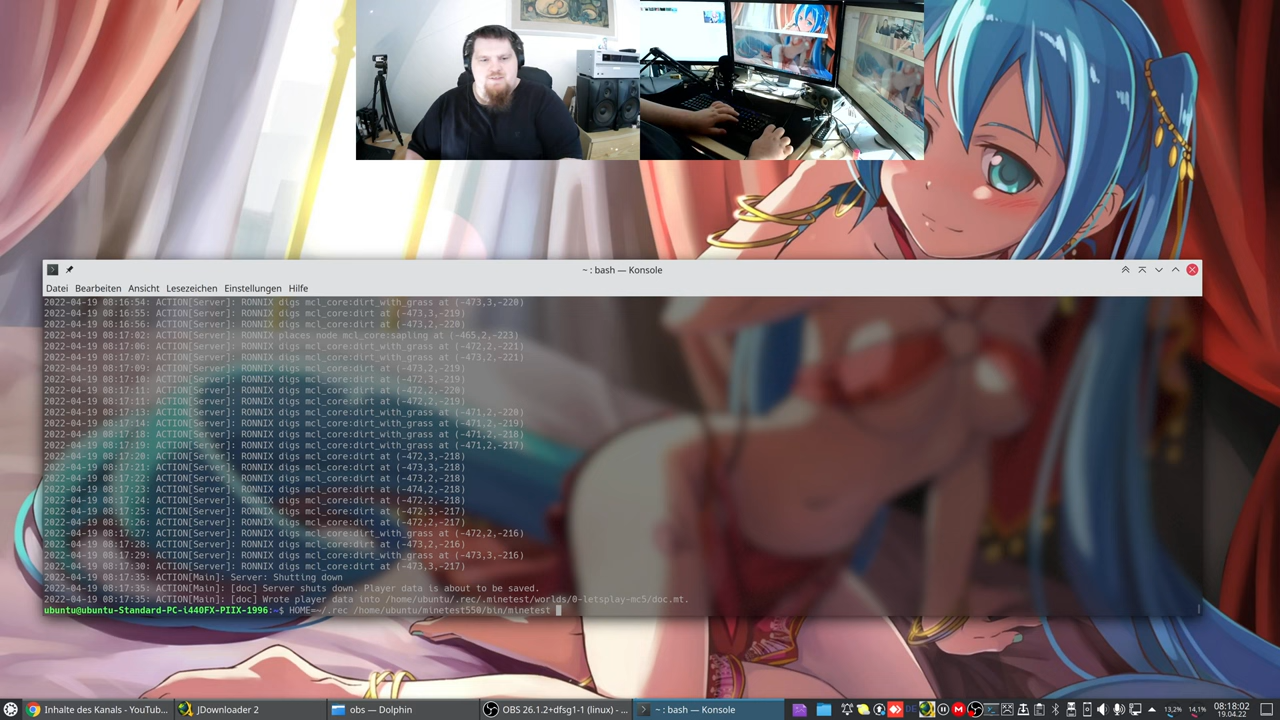 ~ : bash — Konsole
Datei Bearbeiten Ansicht Lesezeichen Einstellungen Hilfe
2022-04-19 08:16:54: ACTION[Server]: RONNIX digs mcl_core:dirt_with_grass at (-473,3,-220)
2022-04-19 08:16:55: ACTION[Server]: RONNIX digs mcl_core:dirt at (-473,3,-219)
2022-04-19 08:16:56: ACTION[Server]: RONNIX digs mcl_core:dirt at (-473,2,-220)
2022-04-19 08:17:02: ACTION[Server]: RONNIX places node mcl_core:sapling at (-465,2,-223)
2022-04-19 08:17:06: ACTION[Server]: RONNIX digs mcl_core:dirt_with_grass at (-472,2,-221)
2022-04-19 08:17:07: ACTION[Server]: RONNIX digs mcl_core:dirt_with_grass at (-473,2,-221)
2022-04-19 08:17:09: ACTION[Server]: RONNIX digs mcl_core:dirt at (-473,2,-219)
2022-04-19 08:17:10: ACTION[Server]: RONNIX digs mcl_core:dirt at (-472,3,-219)
2022-04-19 08:17:11: ACTION[Server]: RONNIX digs mcl_core:dirt at (-472,2,-220)
2022-04-19 08:17:11: ACTION[Server]: RONNIX digs mcl_core:dirt at (-472,2,-219)
2022-04-19 08:17:13: ACTION[Server]: RONNIX digs mcl_core:dirt_with_grass at (-471,2,-220)
2022-04-19 08:17:14: ACTION[Server]: RONNIX digs mcl_core:dirt_with_grass at (-471,2,-219)
2022-04-19 08:17:18: ACTION[Server]: RONNIX digs mcl_core:dirt_with_grass at (-471,2,-218)
2022-04-19 08:17:19: ACTION[Server]: RONNIX digs mcl_core:dirt_with_grass at (-471,2,-217)
2022-04-19 08:17:20: ACTION[Server]: RONNIX digs mcl_core:dirt at (-472,3,-218)
2022-04-19 08:17:21: ACTION[Server]: RONNIX digs mcl_core:dirt at (-473,3,-218)
2022-04-19 08:17:22: ACTION[Server]: RONNIX digs mcl_core:dirt at (-473,2,-218)
2022-04-19 08:17:23: ACTION[Server]: RONNIX digs mcl_core:dirt at (-474,2,-218)
2022-04-19 08:17:24: ACTION[Server]: RONNIX digs mcl_core:dirt at (-472,2,-218)
2022-04-19 08:17:25: ACTION[Server]: RONNIX digs mcl_core:dirt at (-472,3,-217)
2022-04-19 08:17:26: ACTION[Server]: RONNIX digs mcl_core:dirt at (-472,2,-217)
2022-04-19 08:17:27: ACTION[Server]: RONNIX digs mcl_core:dirt_with_grass at (-472,2,-216)
2022-04-19 08:17:28: ACTION[Server]: RONNIX digs mcl_core:dirt at (-473,2,-216)
2022-04-19 08:17:29: ACTION[Server]: RONNIX digs mcl_core:dirt_with_grass at (-473,3,-216)
2022-04-19 08:17:30: ACTION[Server]: RONNIX digs mcl_core:dirt at (-473,3,-217)
2022-04-19 08:17:35: ACTION[Main]: Server: Shutting down
2022-04-19 08:17:35: ACTION[Main]: [doc] Server shuts down. Player data is about to be saved.
2022-04-19 08:17:35: ACTION[Main]: [doc] Wrote player data into /home/ubuntu/.rec/.minetest/worlds/0-letsplay-mc5/doc.mt.
ubuntu@ubuntu-Standard-PC-i440FX-PIIX-1996:~$ HOME=~/.rec /home/ubuntu/minetest550/bin/minetest
Inhalte des Kanals - YouTub... JDownloader 2 obs — Dolphin OBS 26.1.2+dfsg1-1 (linux) - ... ~ : bash — Konsole DE 13,2% 14,1% 08:18:02
19.04.22